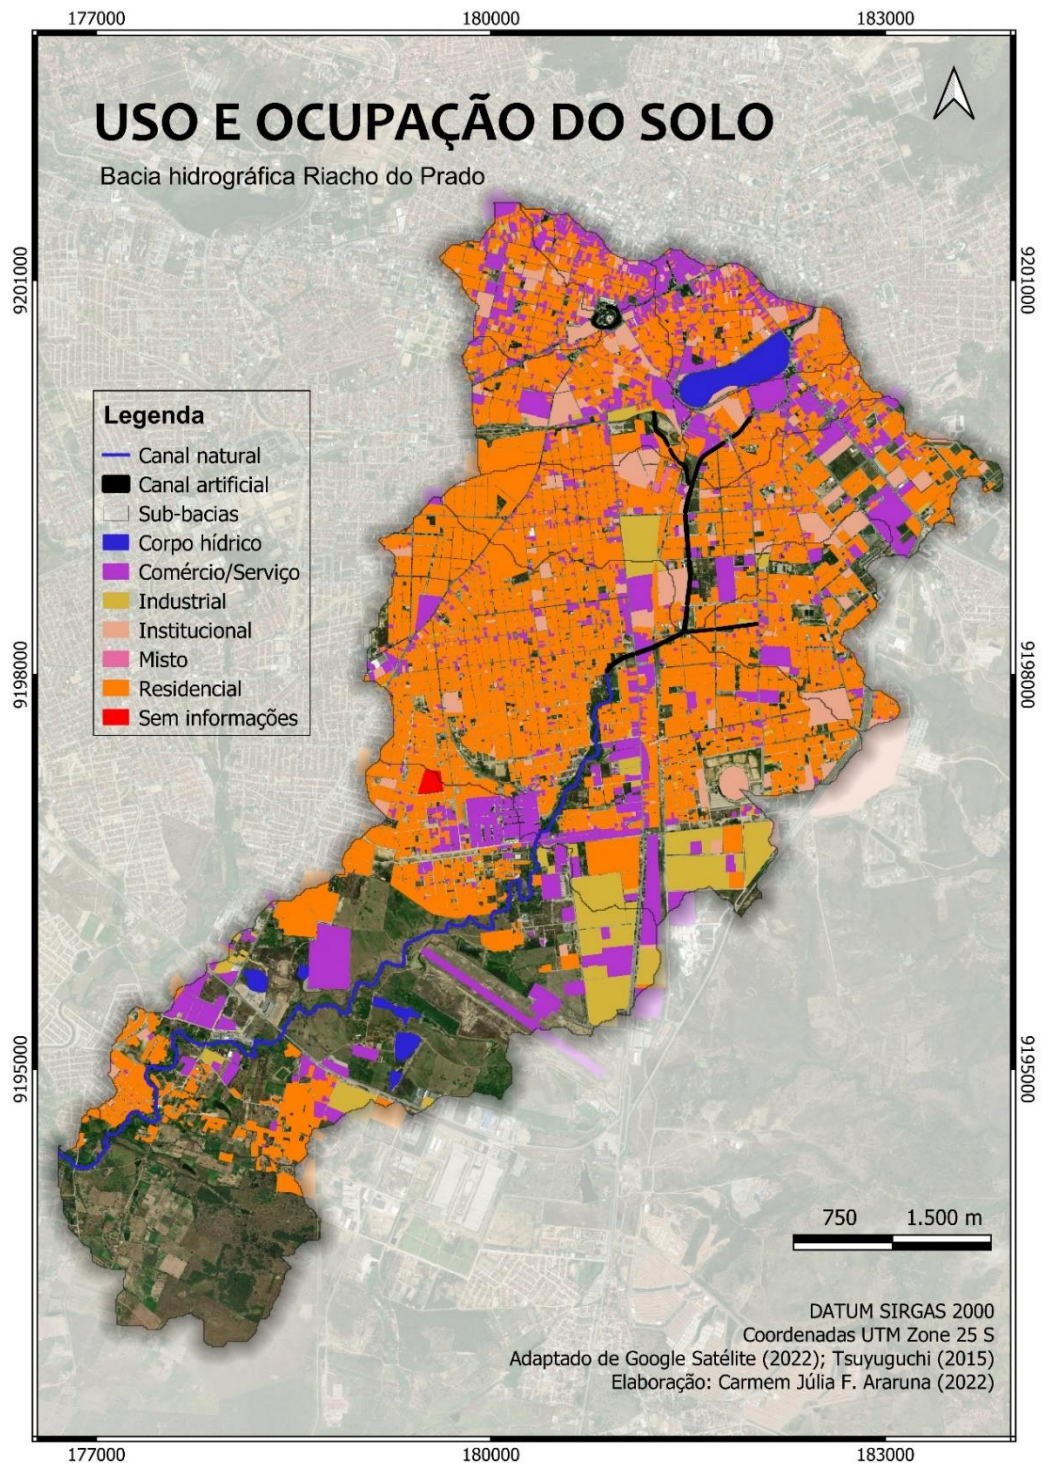 177000 180000 183000
USO E OCUPAÇÃO DO SOLO
Bacia hidrográfica Riacho do Prado
9201000 9201000
Legenda
Canal natural
Canal artificial
Sub-bacias
Corpo hídrico
Comércio/Serviço
Industrial
Institucional
Misto
Residencial
Sem informações
9198000 9198000
9195000 9195000
750 1.500 m
DATUM SIRGAS 2000
Coordenadas UTM Zone 25 S
Adaptado de Google Satélite (2022); Tsuyuguchi (2015)
Elaboração: Carmem Júlia F. Araruna (2022)
177000 180000 183000